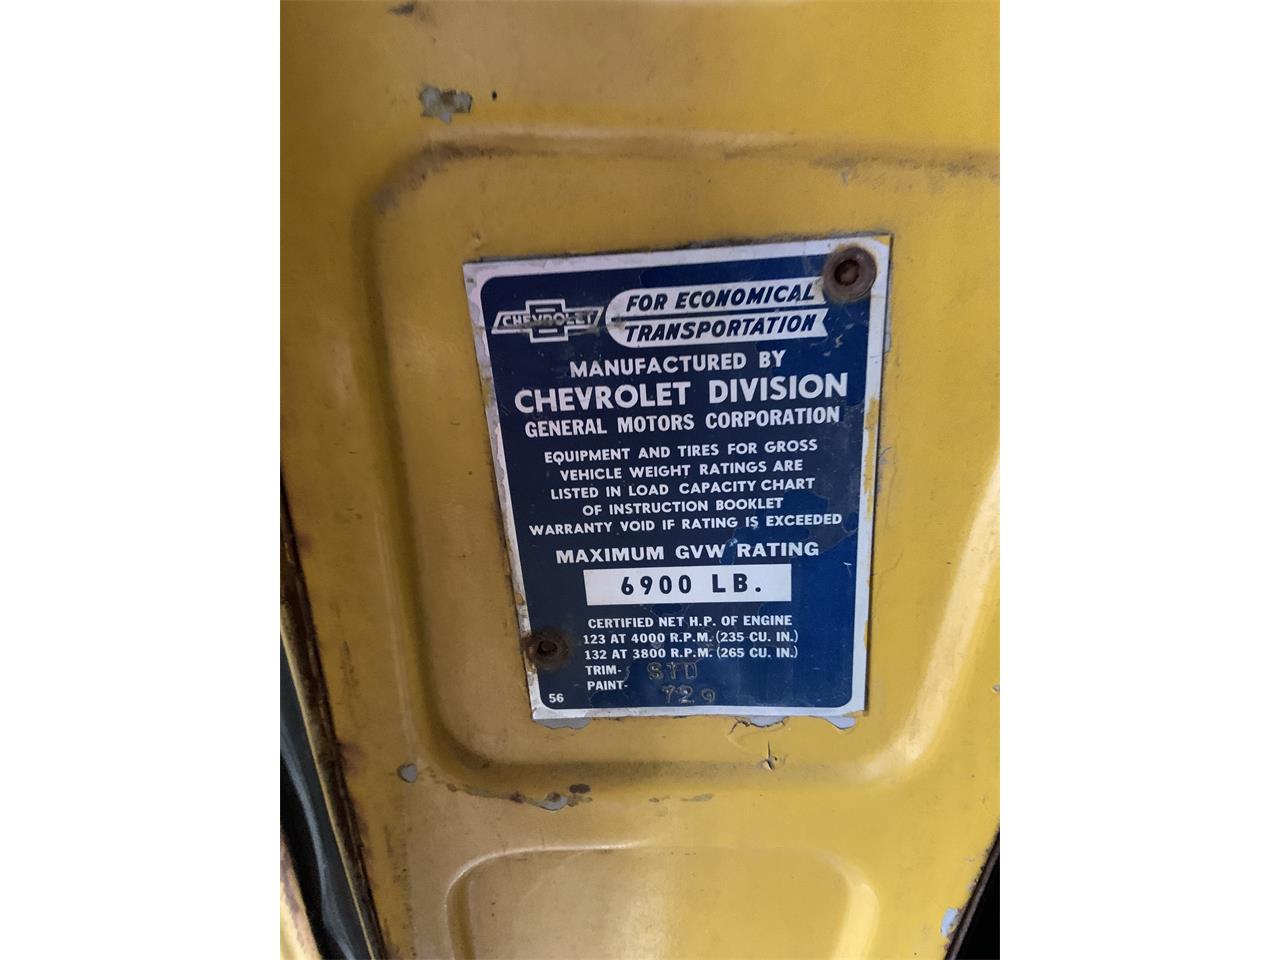 CHEVROLET
FOR ECONOMICAL
TRANSPORTATION
MANUFACTURED BY
CHEVROLET DIVISION
GENERAL MOTORS CORPORATION
EQUIPMENT AND TIRES FOR GROSS
VEHICLE WEIGHT RATINGS ARE
LISTED IN LOAD CAPACITY CHART
OF INSTRUCTION BOOKLET
WARRANTY VOID IF RATING IS EXCEEDED
MAXIMUM GVW RATING
6900 LB.
CERTIFIED NET H.P. OF ENGINE
123 AT 4000 R.P.M. (235 CU. IN.)
132 AT 3800 R.P.M. (265 CU. IN.)
TRIM- STD
PAINT-
56